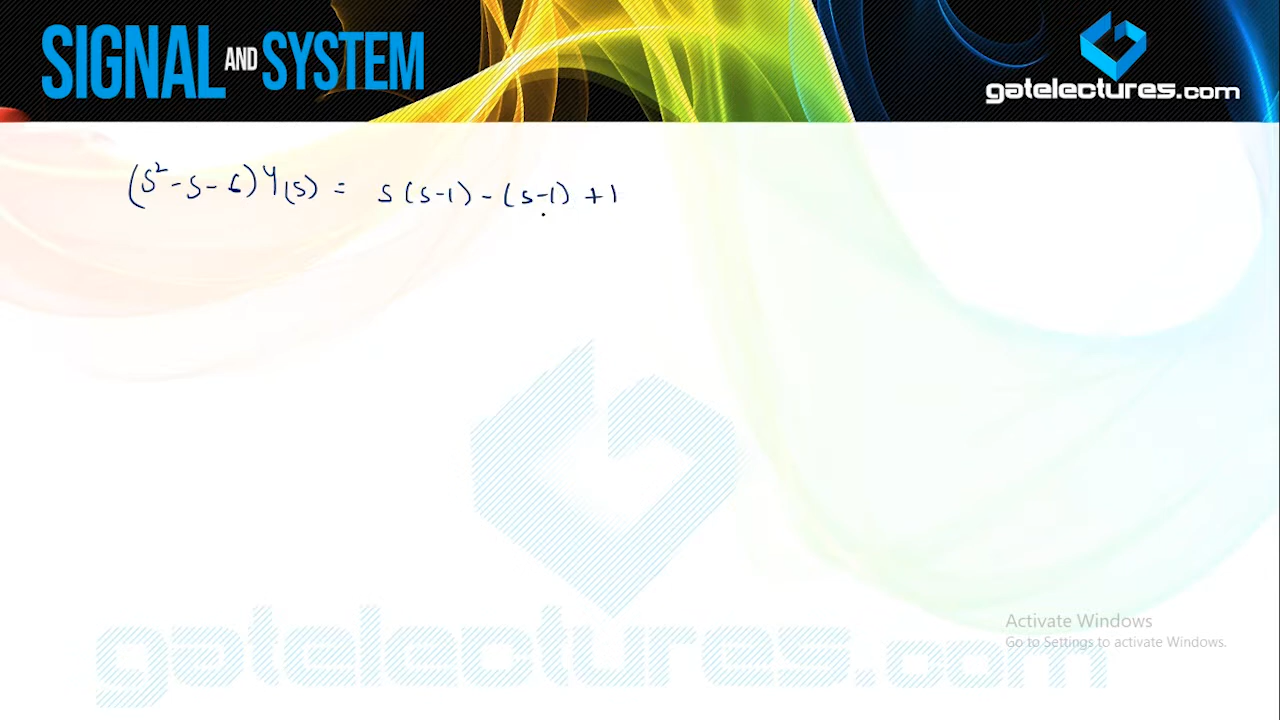 SIGNAL AND SYSTEM
gatelectures.com
(s² - s - 6) Y(s) = s(s-1) - (s-1) + 1
gatelectures.com
Activate Windows
Go to Settings to activate Windows.